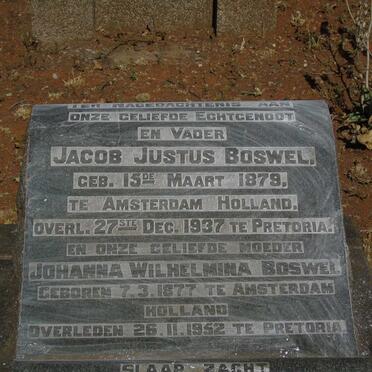 TER NAGEDACHTENIS AAN
ONZE GELIEFDE ECHTGENOOT
EN VADER
JACOB JUSTUS BOSWEL,
GEB. 15DE MAART 1879,
TE AMSTERDAM HOLLAND.
OVERL. 27STE DEC. 1937 TE PRETORIA.
EN ONZE GELIEFDE MOEDER
JOHANNA WILHELMINA BOSWEL
GEBOREN 7.3.1877 TE AMSTERDAM
HOLLAND
OVERLEDEN 26.11.1952 TE PRETORIA.
SLAAP ZACHT